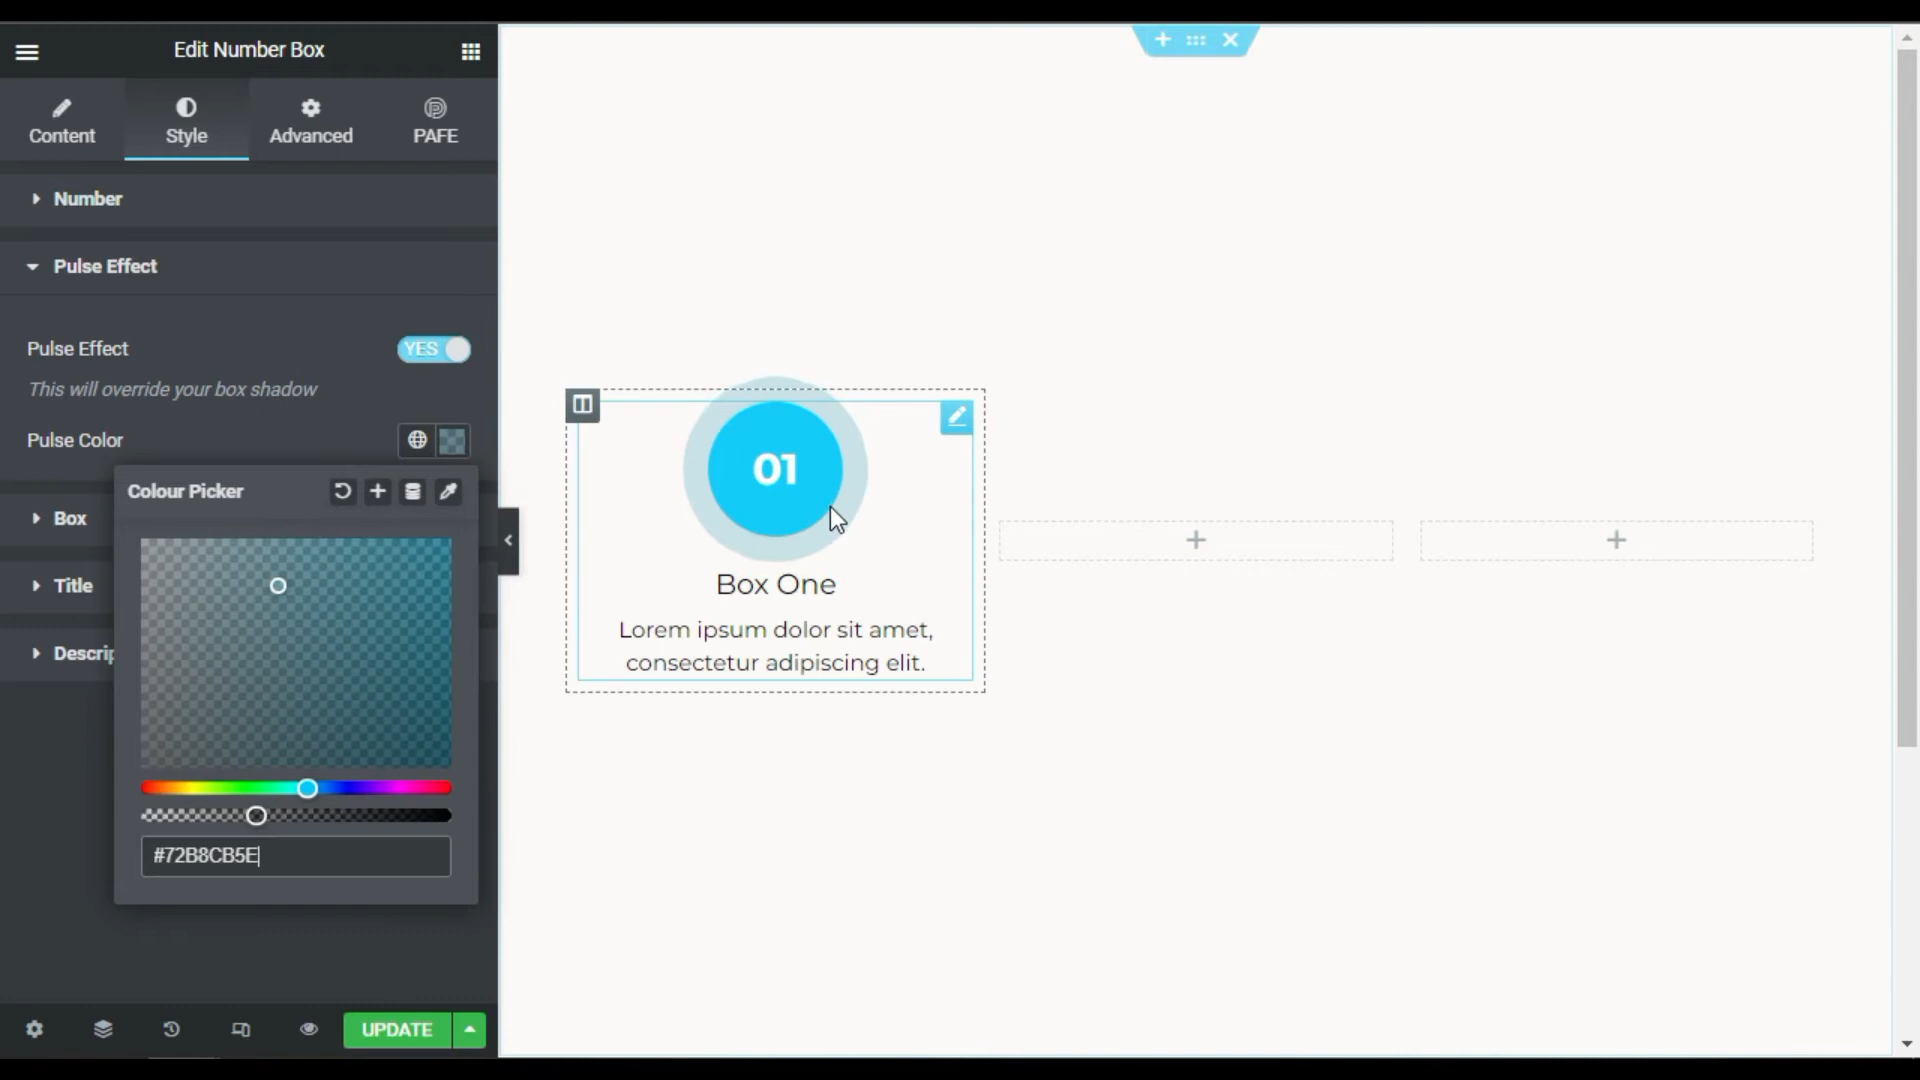 Edit Number Box
Content
Style
Advanced
PAFE
Number
Pulse Effect
Pulse Effect
YES
This will override your box shadow
Pulse Color
Colour Picker
Box
Title
Descrip
#72B8CB5E
UPDATE
01
Box One
Lorem ipsum dolor sit amet,
consectetur adipiscing elit.